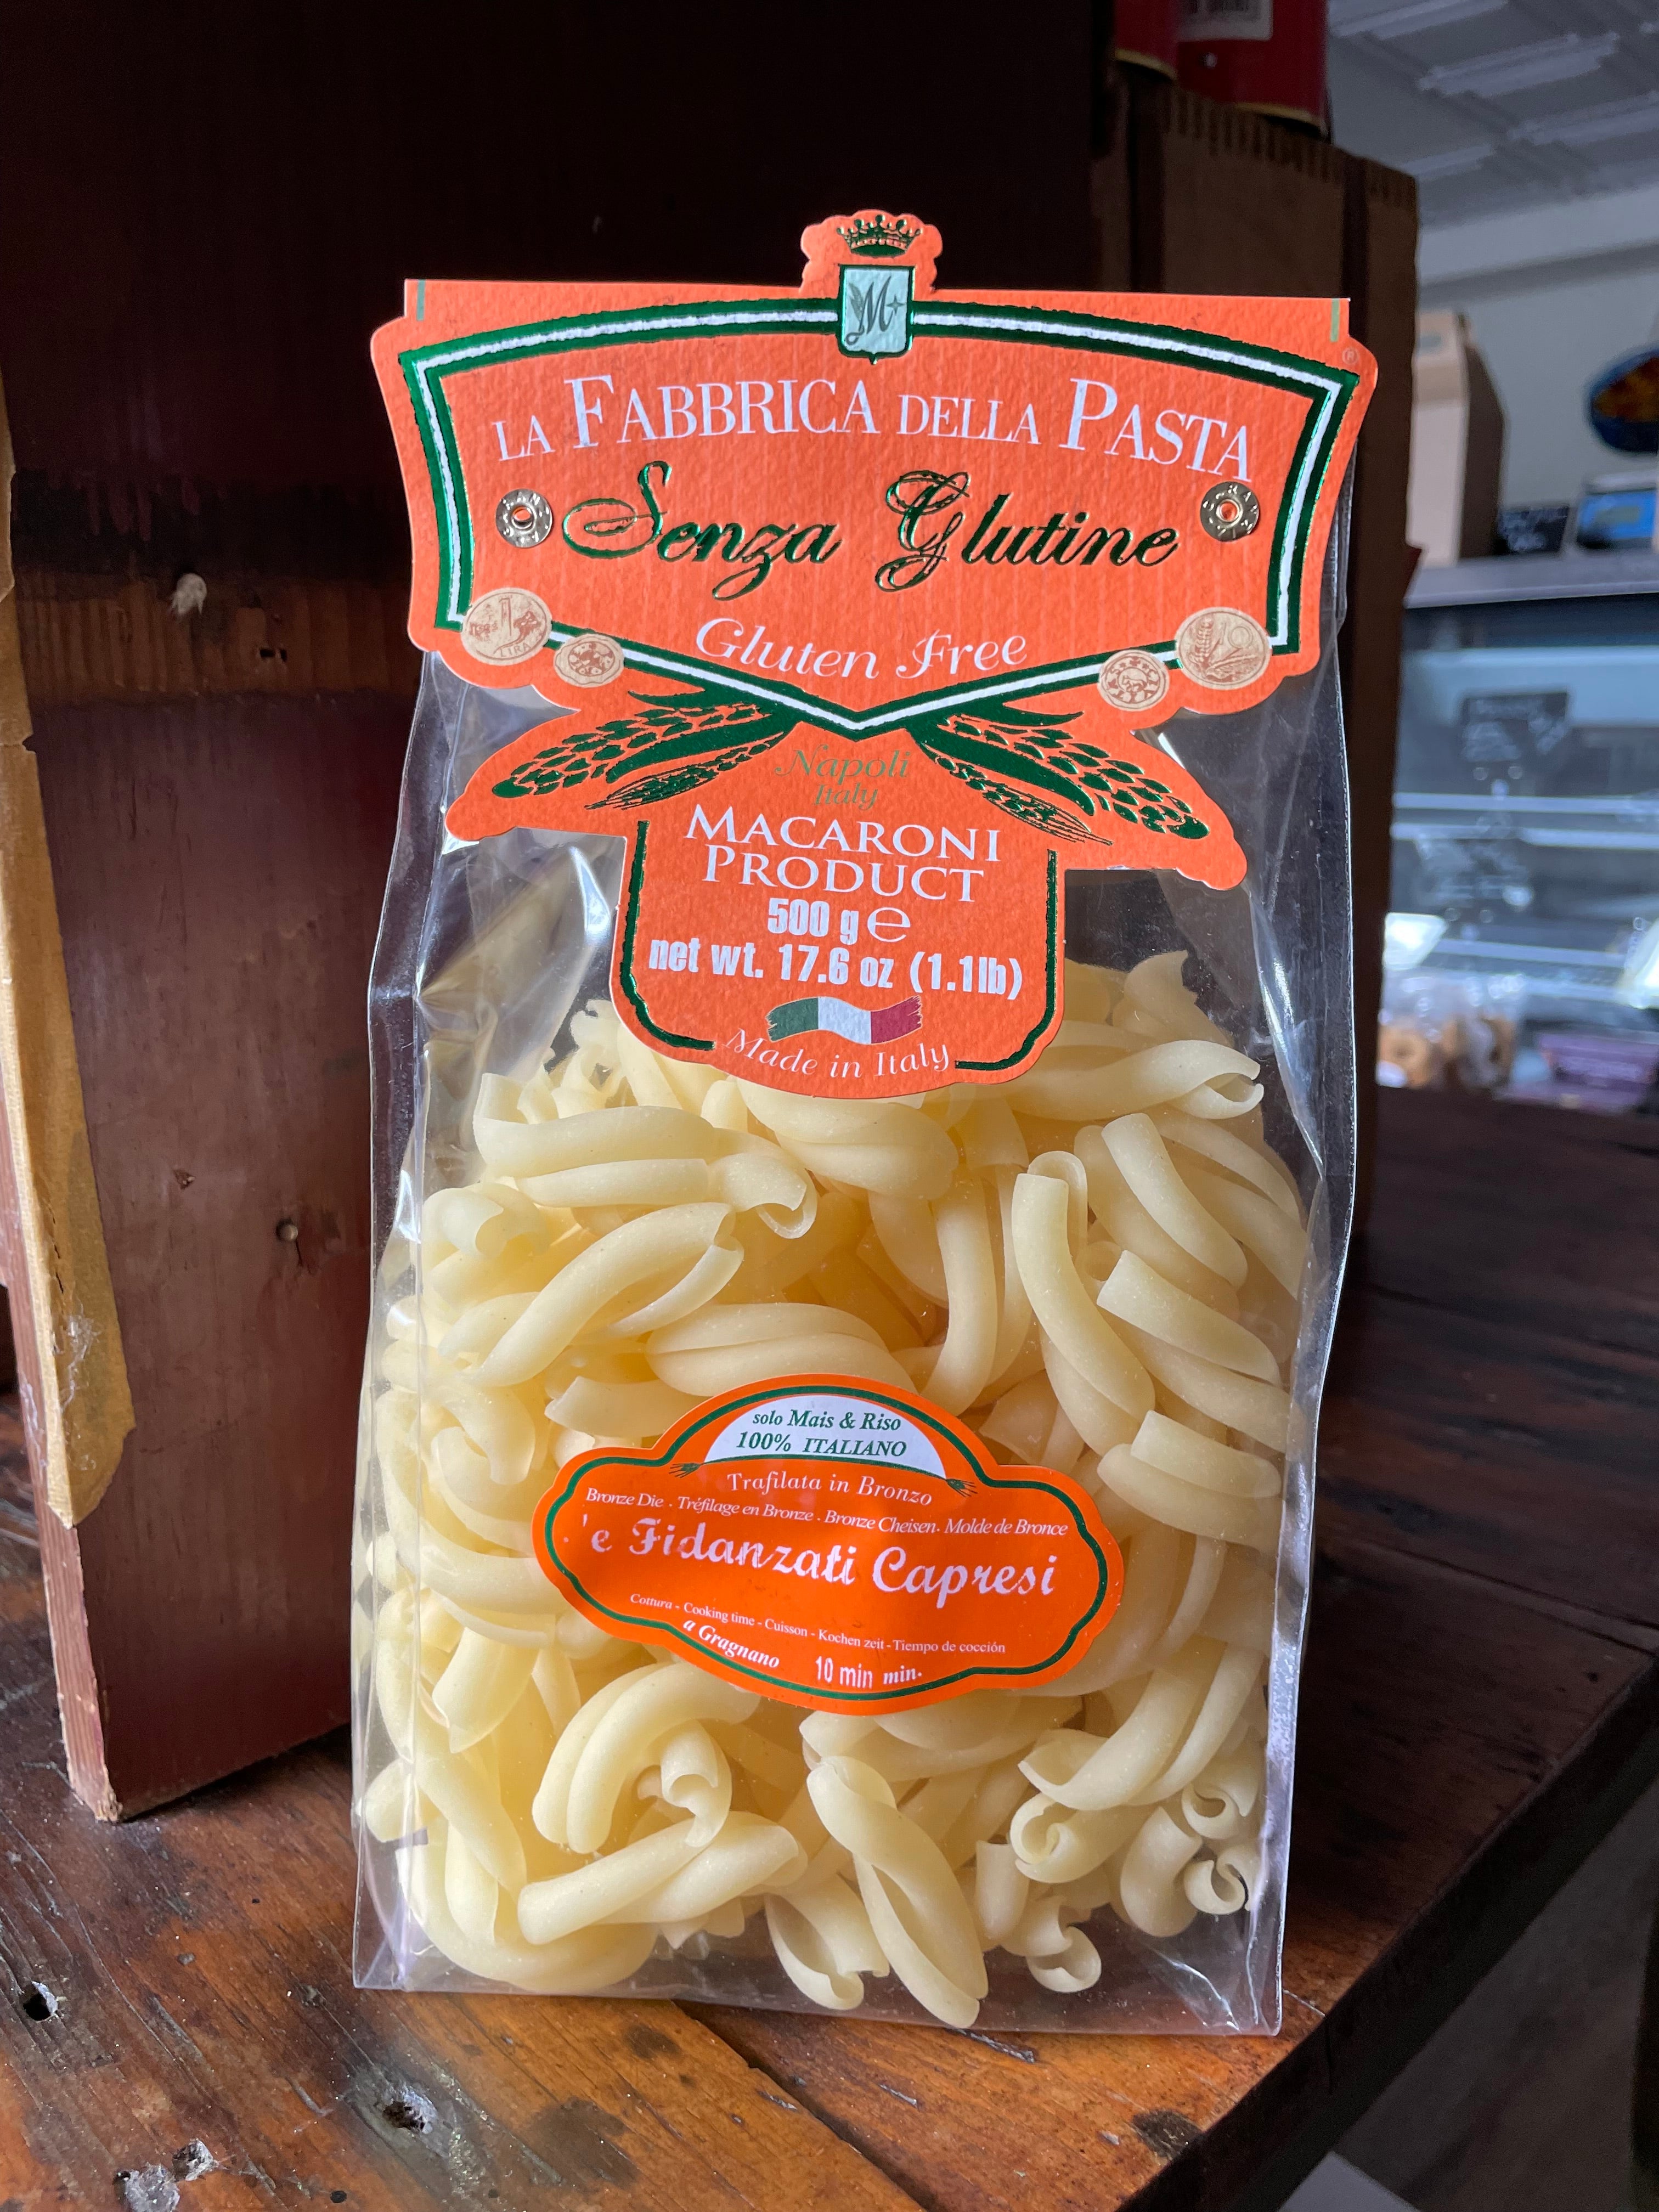 M
LA FABBRICA DELLA PASTA
®
Senza Glutine
LIRA
10
Gluten Free
Napoli
Italy
MACARONI
PRODUCT
500 g ℮
net wt. 17.6 oz (1.1lb)
Made in Italy
solo Mais & Riso
100% ITALIANO
Trafilata in Bronzo
Bronze Die . Tréfilage en Bronze . Bronze Cheisen. Molde de Bronce
'e Fidanzati Capresi
Cottura - Cooking time - Cuisson - Kochen zeit - Tiempo de cocción
a Gragnano 10 min min.